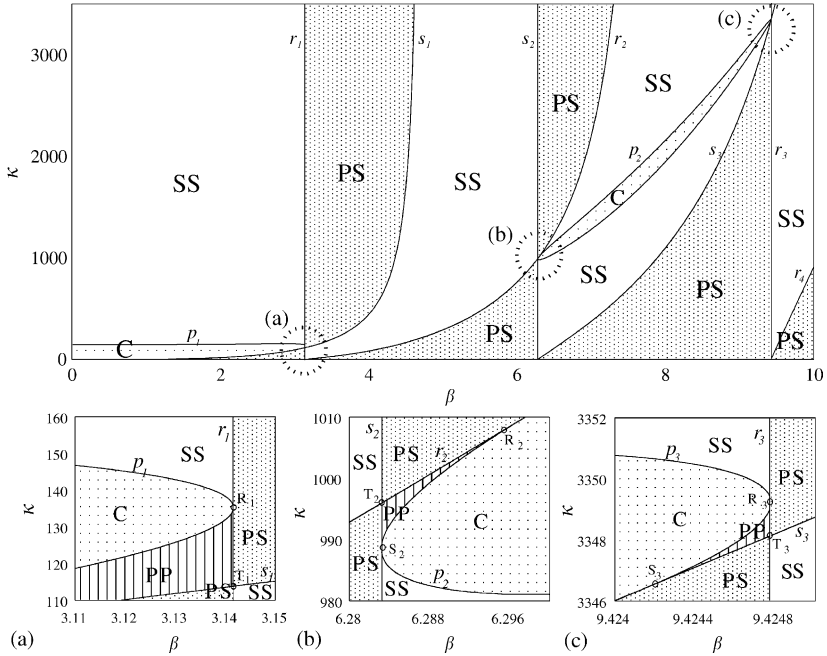 (c)
3000
r1
s1
s2
r2
SS
PS
p2
s3
r3
κ
2000
SS
PS
SS
C
SS
(b)
1000
SS
r4
(a)
p1
C
PS
PS
PS
0
0 2 4 6 8 10
β
160
150
140
130
120
110
κ
p1
SS
r1
R1
C
PS
PP
T1
s1
PS
SS
3.11 3.12 3.13 3.14 3.15
(a)
β
1010
1000
990
980
κ
s2
PS
r2
R2
SS
T2
PP
C
S2
PS
SS
p2
6.28 6.288 6.296
(b)
β
3352
3350
3348
3346
κ
r3
p3
SS
PS
R3
C
PP
T3
s3
S3
PS
SS
9.424 9.4244 9.4248
(c)
β